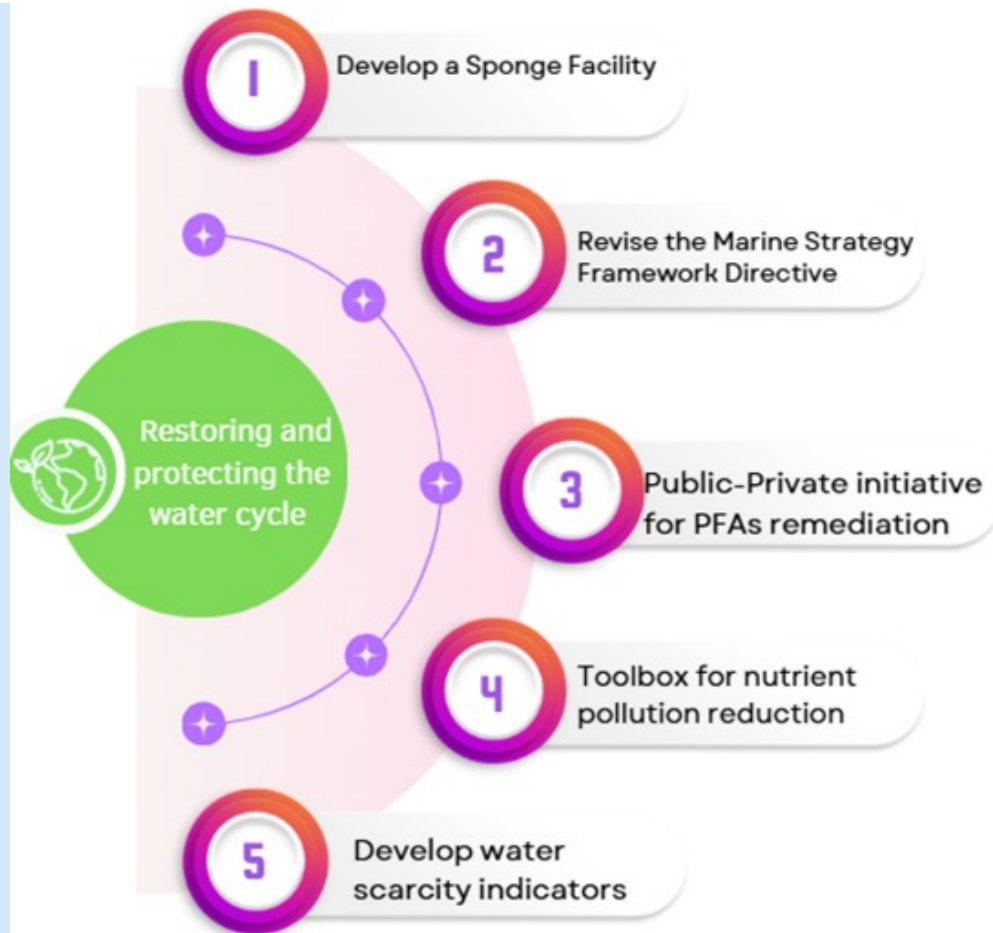 1
Develop a Sponge Facility
2
Revise the Marine Strategy
Framework Directive
Restoring and
protecting the
water cycle
3
Public-Private initiative
for PFAs remediation
4
Toolbox for nutrient
pollution reduction
5
Develop water
scarcity indicators